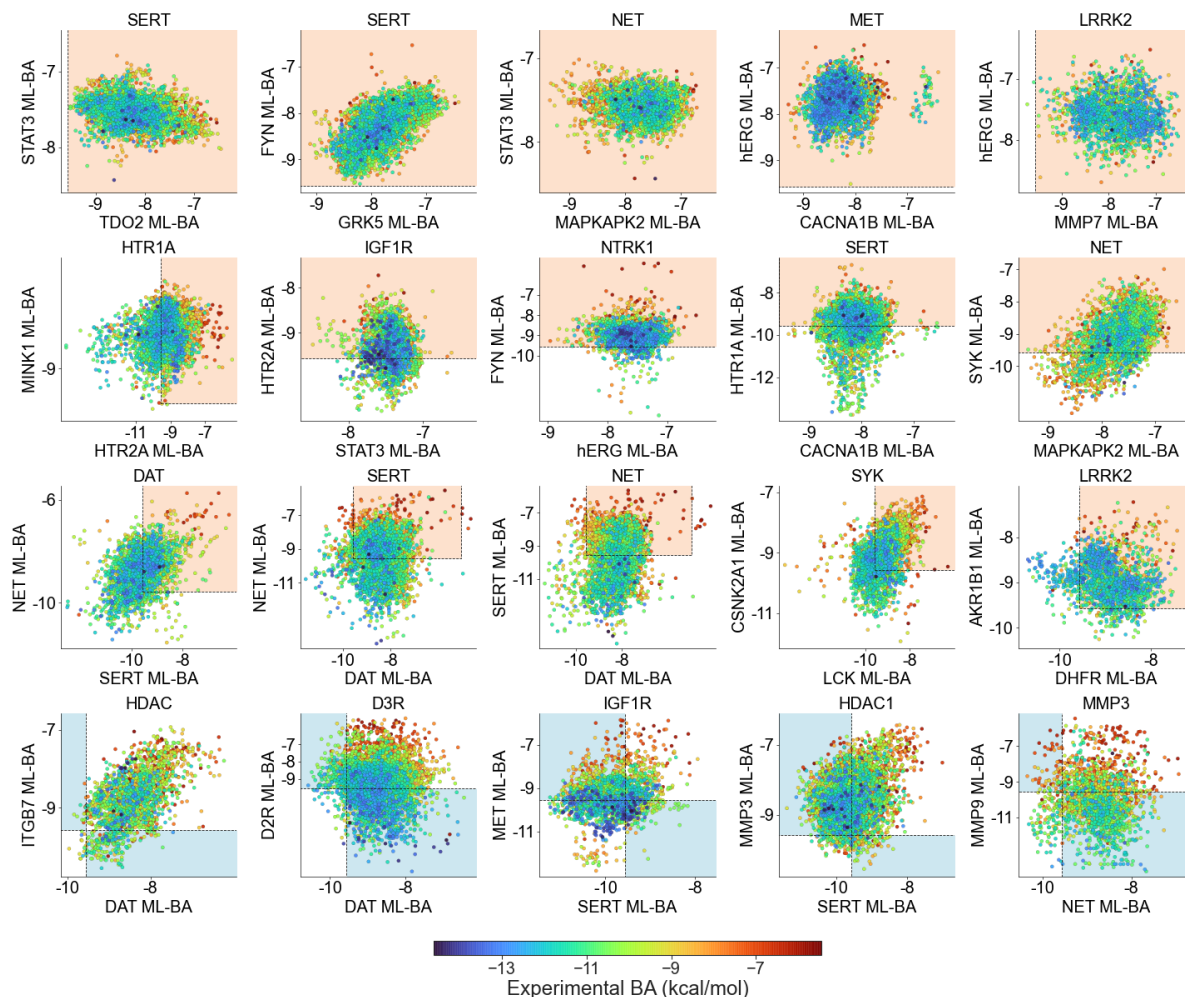 SERT
SERT
NET
MET
LRRK2
STAT3 ML-BA
-7
-8
-9
-8
-7
TDO2 ML-BA
FYN ML-BA
-7
-8
-9
-9
-8
-7
GRK5 ML-BA
STAT3 ML-BA
-7
-8
-9
-8
-7
MAPKAPK2 ML-BA
hERG ML-BA
-7
-8
-9
-9
-8
-7
CACNA1B ML-BA
hERG ML-BA
-7
-8
-9
-8
-7
MMP7 ML-BA
HTR1A
IGF1R
NTRK1
SERT
NET
MINK1 ML-BA
-9
-11
-9
-7
HTR2A ML-BA
HTR2A ML-BA
-8
-9
-8
-7
STAT3 ML-BA
FYN ML-BA
-7
-8
-9
-10
-9
-8
-7
hERG ML-BA
HTR1A ML-BA
-7
-8
-9
-10
-12
-9
-8
-7
CACNA1B ML-BA
SYK ML-BA
-7
-8
-9
-10
-9
-8
-7
MAPKAPK2 ML-BA
DAT
SERT
NET
SYK
LRRK2
NET ML-BA
-6
-10
-10
-8
SERT ML-BA
NET ML-BA
-7
-9
-11
-10
-8
DAT ML-BA
SERT ML-BA
-7
-9
-11
-10
-8
DAT ML-BA
CSNK2A1 ML-BA
-7
-9
-11
-10
-8
LCK ML-BA
AKR1B1 ML-BA
-8
-9
-10
-10
-8
DHFR ML-BA
HDAC
D3R
IGF1R
HDAC1
MMP3
ITGB7 ML-BA
-7
-9
-10
-8
DAT ML-BA
D2R ML-BA
-7
-8
-9
-10
-8
DAT ML-BA
MET ML-BA
-7
-9
-11
-10
-8
SERT ML-BA
MMP3 ML-BA
-7
-9
-10
-8
SERT ML-BA
MMP9 ML-BA
-7
-9
-11
-10
-8
NET ML-BA
−13
−11
−9
−7
Experimental BA (kcal/mol)